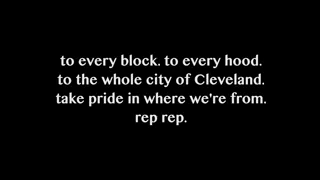 to every block. to every hood.
to the whole city of Cleveland.
take pride in where we're from.
rep rep.